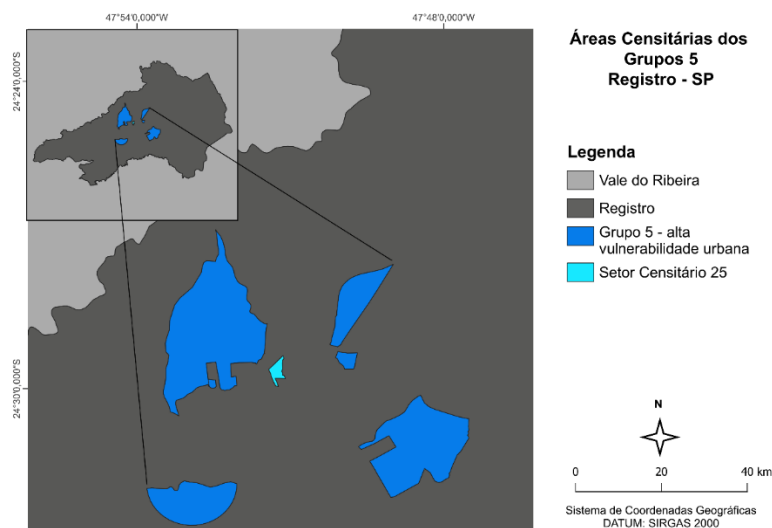 47°54'0,000"W
47°48'0,000"W
24°24'0,000"S
24°30'0,000"S
Áreas Censitárias dos
Grupos 5
Registro - SP
Legenda
Vale do Ribeira
Registro
Grupo 5 - alta
vulnerabilidade urbana
Setor Censitário 25
N
0 20 40 km
Sistema de Coordenadas Geográficas
DATUM: SIRGAS 2000